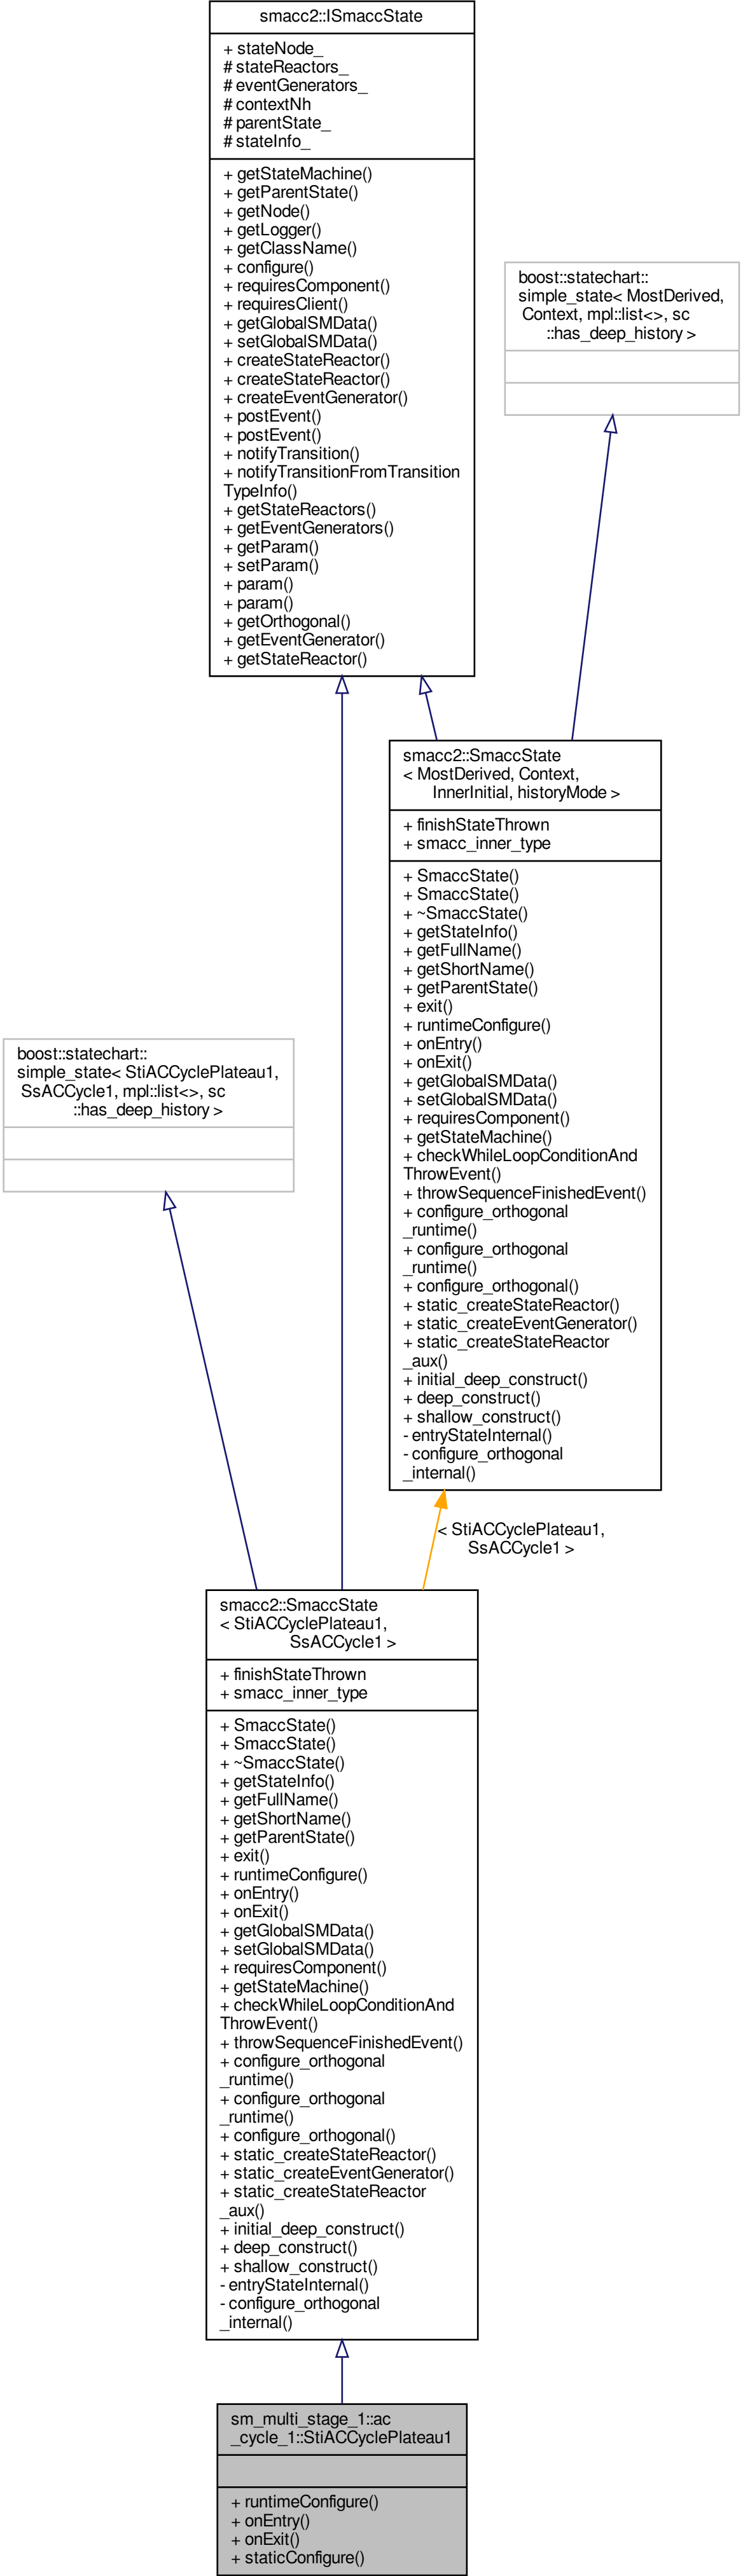 smacc2::ISmaccState
+ stateNode_
# stateReactors_
# eventGenerators_
# contextNh
# parentState_
# stateInfo_
+ getStateMachine()
+ getParentState()
+ getNode()
+ getLogger()
+ getClassName()
+ configure()
+ requiresComponent()
+ requiresClient()
+ getGlobalSMData()
+ setGlobalSMData()
+ createStateReactor()
+ createStateReactor()
+ createEventGenerator()
+ postEvent()
+ postEvent()
+ notifyTransition()
+ notifyTransitionFromTransition
TypeInfo()
+ getStateReactors()
+ getEventGenerators()
+ getParam()
+ setParam()
+ param()
+ param()
+ getOrthogonal()
+ getEventGenerator()
+ getStateReactor()
boost::statechart::
simple_state< MostDerived,
Context, mpl::list<>, sc
::has_deep_history >
smacc2::SmaccState
< MostDerived, Context,
InnerInitial, historyMode >
+ finishStateThrown
+ smacc_inner_type
+ SmaccState()
+ SmaccState()
+ ~SmaccState()
+ getStateInfo()
+ getFullName()
+ getShortName()
+ getParentState()
+ exit()
+ runtimeConfigure()
+ onEntry()
+ onExit()
+ getGlobalSMData()
+ setGlobalSMData()
+ requiresComponent()
+ getStateMachine()
+ checkWhileLoopConditionAnd
ThrowEvent()
+ throwSequenceFinishedEvent()
+ configure_orthogonal
_runtime()
+ configure_orthogonal
_runtime()
+ configure_orthogonal()
+ static_createStateReactor()
+ static_createEventGenerator()
+ static_createStateReactor
_aux()
+ initial_deep_construct()
+ deep_construct()
+ shallow_construct()
- entryStateInternal()
- configure_orthogonal
_internal()
boost::statechart::
simple_state< StiACCyclePlateau1,
SsACCycle1, mpl::list<>, sc
::has_deep_history >
< StiACCyclePlateau1,
SsACCycle1 >
smacc2::SmaccState
< StiACCyclePlateau1,
SsACCycle1 >
+ finishStateThrown
+ smacc_inner_type
+ SmaccState()
+ SmaccState()
+ ~SmaccState()
+ getStateInfo()
+ getFullName()
+ getShortName()
+ getParentState()
+ exit()
+ runtimeConfigure()
+ onEntry()
+ onExit()
+ getGlobalSMData()
+ setGlobalSMData()
+ requiresComponent()
+ getStateMachine()
+ checkWhileLoopConditionAnd
ThrowEvent()
+ throwSequenceFinishedEvent()
+ configure_orthogonal
_runtime()
+ configure_orthogonal
_runtime()
+ configure_orthogonal()
+ static_createStateReactor()
+ static_createEventGenerator()
+ static_createStateReactor
_aux()
+ initial_deep_construct()
+ deep_construct()
+ shallow_construct()
- entryStateInternal()
- configure_orthogonal
_internal()
sm_multi_stage_1::ac
_cycle_1::StiACCyclePlateau1
+ runtimeConfigure()
+ onEntry()
+ onExit()
+ staticConfigure()